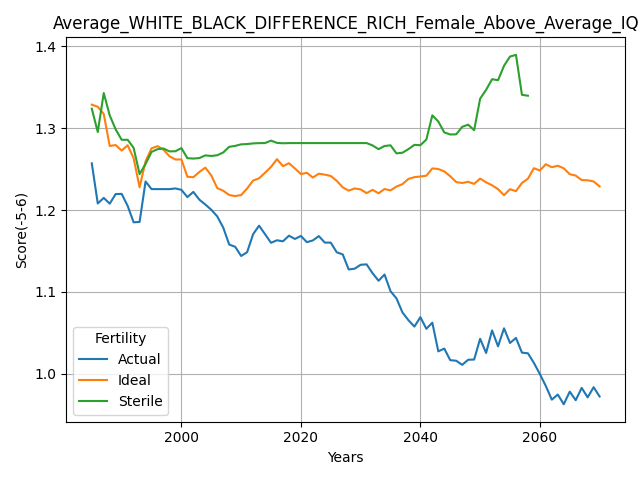 Average_WHITE_BLACK_DIFFERENCE_RICH_Female_Above_Average_IQ
1.4
1.3
1.2
1.1
1.0
Score(-5-6)
Fertility
Actual
Ideal
Sterile
2000 2020 2040 2060
Years